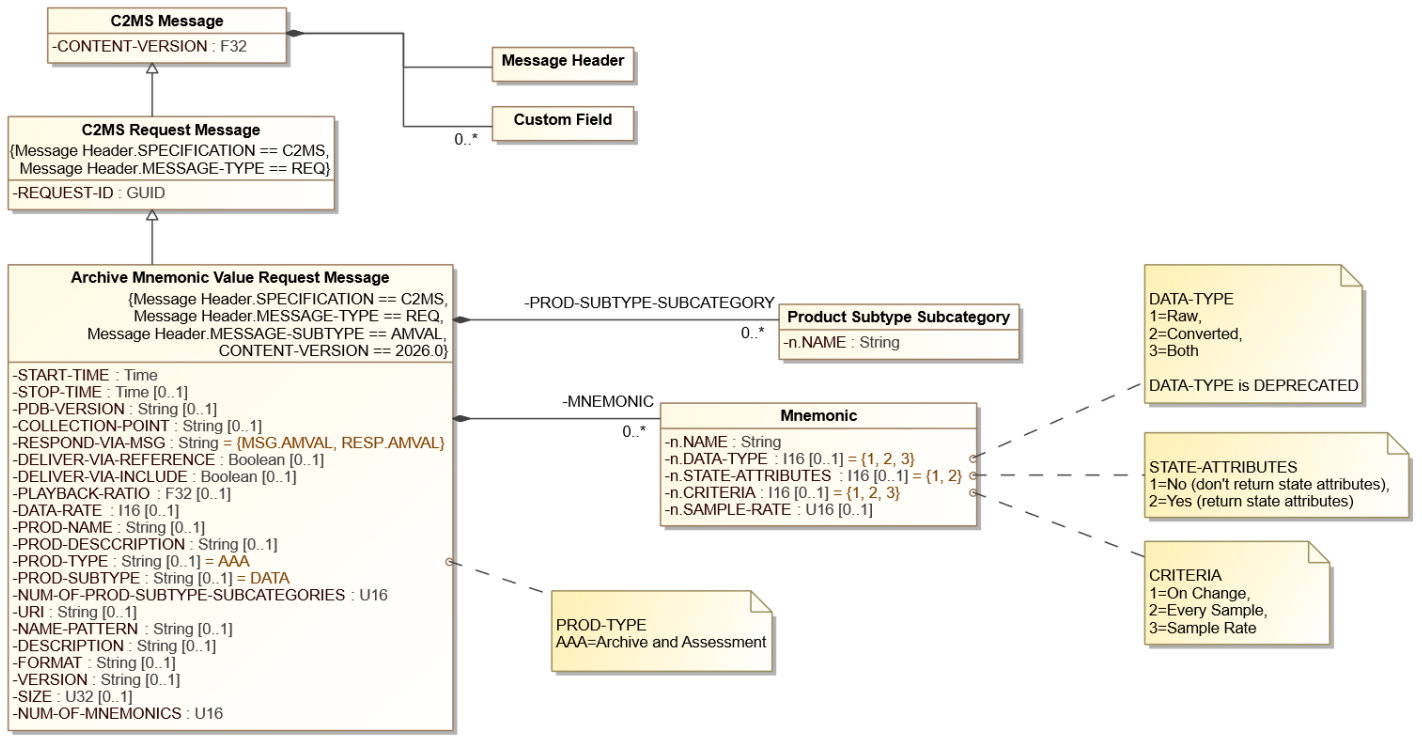 C2MS Message
-CONTENT-VERSION : F32
Message Header
Custom Field
0..*
C2MS Request Message
{Message Header.SPECIFICATION == C2MS,
Message Header.MESSAGE-TYPE == REQ}
-REQUEST-ID : GUID
Archive Mnemonic Value Request Message
{Message Header.SPECIFICATION == C2MS,
Message Header.MESSAGE-TYPE == REQ,
Message Header.MESSAGE-SUBTYPE == AMVAL,
CONTENT-VERSION == 2026.0}
-START-TIME : Time
-STOP-TIME : Time [0..1]
-PDB-VERSION : String [0..1]
-COLLECTION-POINT : String [0..1]
-RESPOND-VIA-MSG : String = {MSG.AMVAL, RESP.AMVAL}
-DELIVER-VIA-REFERENCE : Boolean [0..1]
-DELIVER-VIA-INCLUDE : Boolean [0..1]
-PLAYBACK-RATIO : F32 [0..1]
-DATA-RATE : I16 [0..1]
-PROD-NAME : String [0..1]
-PROD-DESCCRIPTION : String [0..1]
-PROD-TYPE : String [0..1] = AAA
-PROD-SUBTYPE : String [0..1] = DATA
-NUM-OF-PROD-SUBTYPE-SUBCATEGORIES : U16
-URI : String [0..1]
-NAME-PATTERN : String [0..1]
-DESCRIPTION : String [0..1]
-FORMAT : String [0..1]
-VERSION : String [0..1]
-SIZE : U32 [0..1]
-NUM-OF-MNEMONICS : U16
-PROD-SUBTYPE-SUBCATEGORY
0..*
Product Subtype Subcategory
-n.NAME : String
-MNEMONIC
0..*
Mnemonic
-n.NAME : String
-n.DATA-TYPE : I16 [0..1] = {1, 2, 3}
-n.STATE-ATTRIBUTES : I16 [0..1] = {1, 2}
-n.CRITERIA : I16 [0..1] = {1, 2, 3}
-n.SAMPLE-RATE : U16 [0..1]
DATA-TYPE
1=Raw,
2=Converted,
3=Both
DATA-TYPE is DEPRECATED
STATE-ATTRIBUTES
1=No (don't return state attributes),
2=Yes (return state attributes)
CRITERIA
1=On Change,
2=Every Sample,
3=Sample Rate
PROD-TYPE
AAA=Archive and Assessment